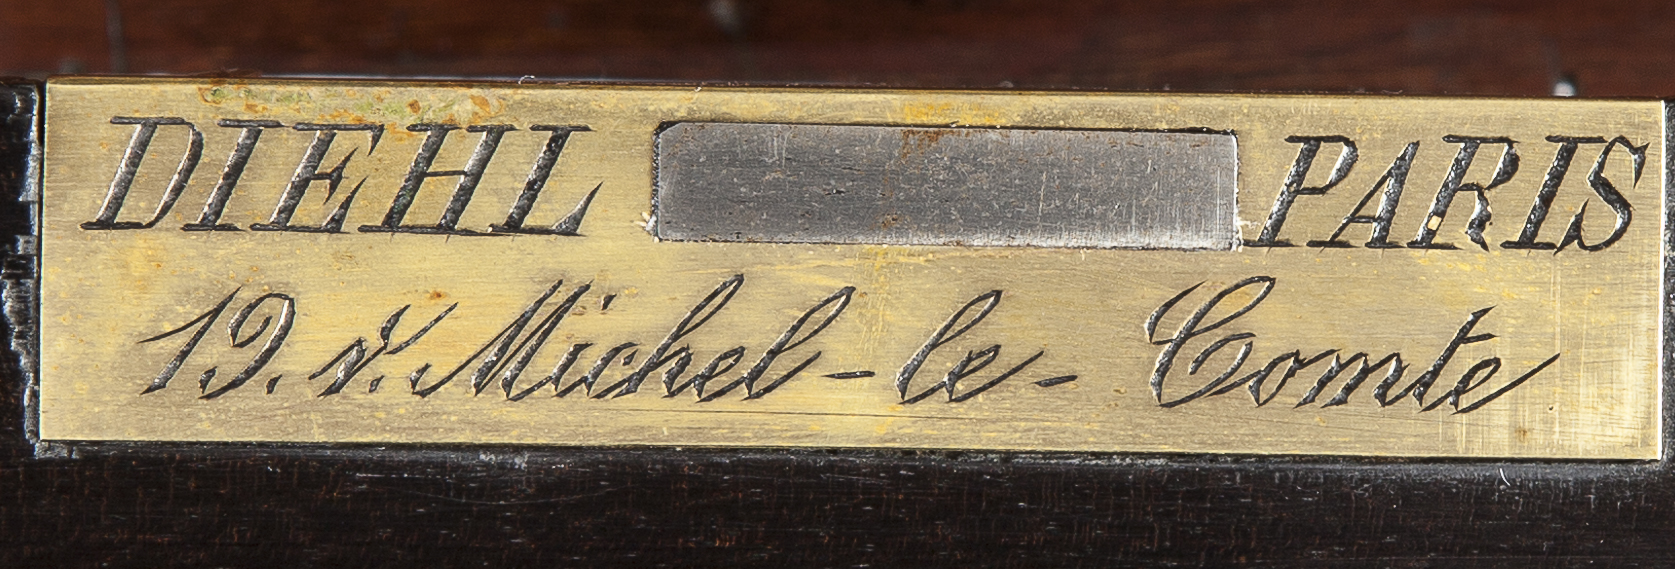 DIEHL PARIS
19. r. Michel-le-Comte